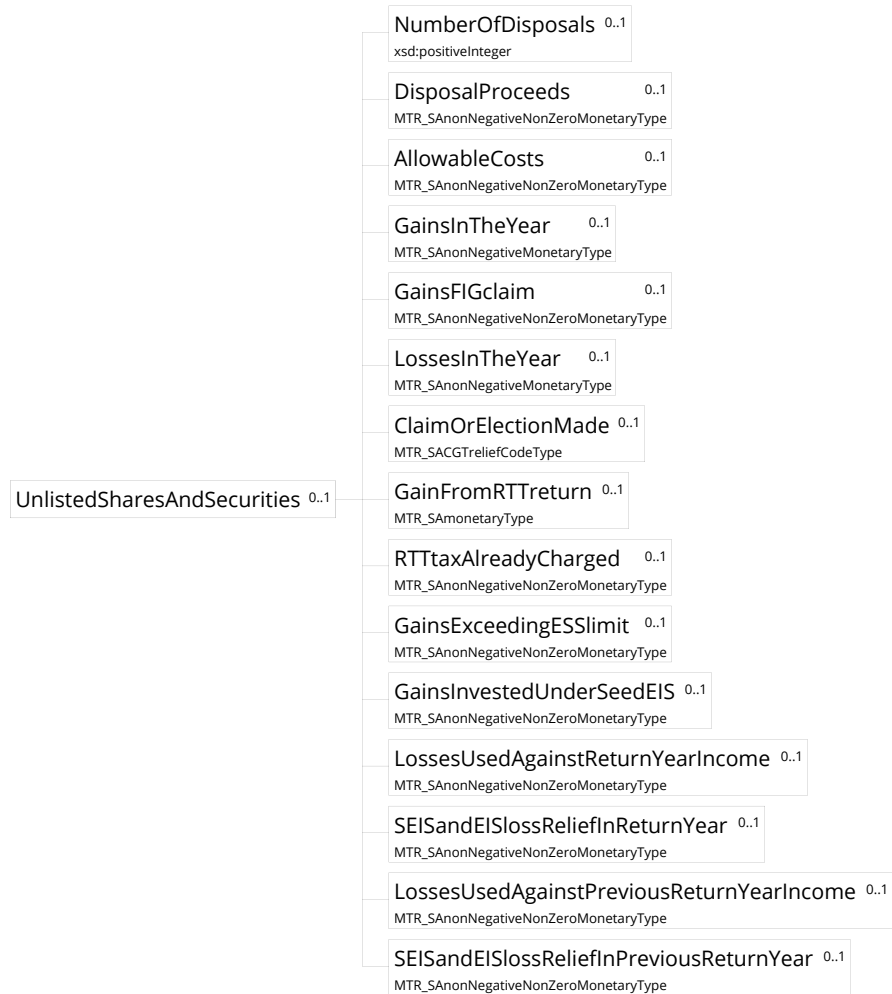 NumberOfDisposals 0..1
xsd:positiveInteger
DisposalProceeds 0..1
MTR_SAnonNegativeNonZeroMonetaryType
AllowableCosts 0..1
MTR_SAnonNegativeNonZeroMonetaryType
GainsInTheYear 0..1
MTR_SAnonNegativeMonetaryType
GainsFIGclaim 0..1
MTR_SAnonNegativeNonZeroMonetaryType
LossesInTheYear 0..1
MTR_SAnonNegativeMonetaryType
ClaimOrElectionMade 0..1
MTR_SACGTreliefCodeType
UnlistedSharesAndSecurities 0..1
GainFromRTTreturn 0..1
MTR_SAmonetaryType
RTTtaxAlreadyCharged 0..1
MTR_SAnonNegativeNonZeroMonetaryType
GainsExceedingESSlimit 0..1
MTR_SAnonNegativeNonZeroMonetaryType
GainsInvestedUnderSeedEIS 0..1
MTR_SAnonNegativeNonZeroMonetaryType
LossesUsedAgainstReturnYearIncome 0..1
MTR_SAnonNegativeNonZeroMonetaryType
SEISandEISlossReliefInReturnYear 0..1
MTR_SAnonNegativeNonZeroMonetaryType
LossesUsedAgainstPreviousReturnYearIncome 0..1
MTR_SAnonNegativeNonZeroMonetaryType
SEISandEISlossReliefInPreviousReturnYear 0..1
MTR_SAnonNegativeNonZeroMonetaryType